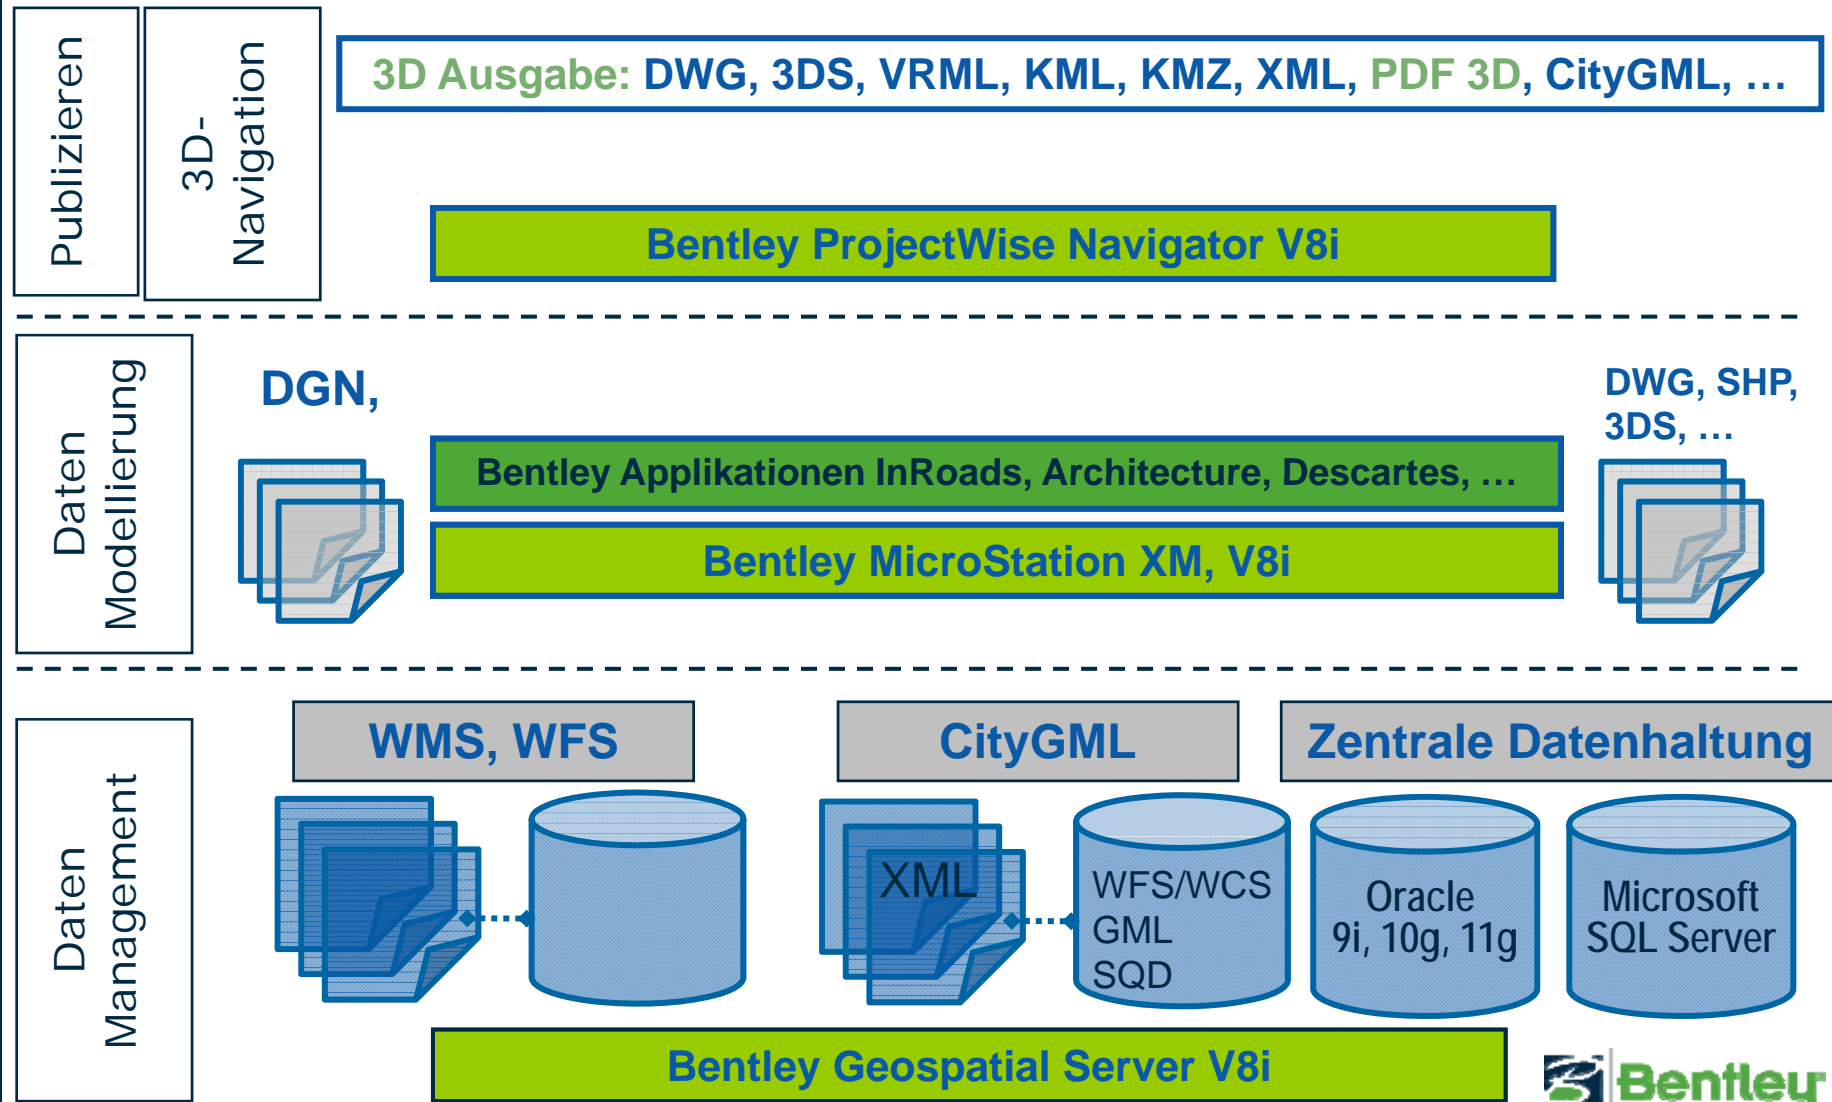 Publizieren
3D-
Navigation
3D Ausgabe: DWG, 3DS, VRML, KML, KMZ, XML, PDF 3D, CityGML, …
Bentley ProjectWise Navigator V8i
Daten
Modellierung
DGN,
DWG, SHP,
3DS, …
Bentley Applikationen InRoads, Architecture, Descartes, …
Bentley MicroStation XM, V8i
Daten
Management
WMS, WFS
CityGML
Zentrale Datenhaltung
XML
WFS/WCS
GML
SQD
Oracle
9i, 10g, 11g
Microsoft
SQL Server
Bentley Geospatial Server V8i
Bentley